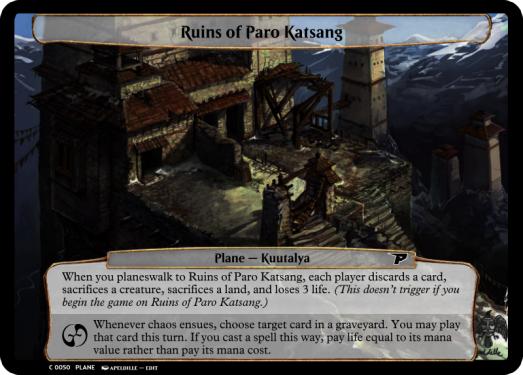 Ruins of Paro Katsang
Plane — Kuutalya
When you planeswalk to Ruins of Paro Katsang, each player discards a card,
sacrifices a creature, sacrifices a land, and loses 3 life. (This doesn't trigger if you
begin the game on Ruins of Paro Katsang.)
Whenever chaos ensues, choose target card in a graveyard. You may play
that card this turn. If you cast a spell this way, pay life equal to its mana
value rather than pay its mana cost.
C 0050 PLANE APELDILLE — EDIT